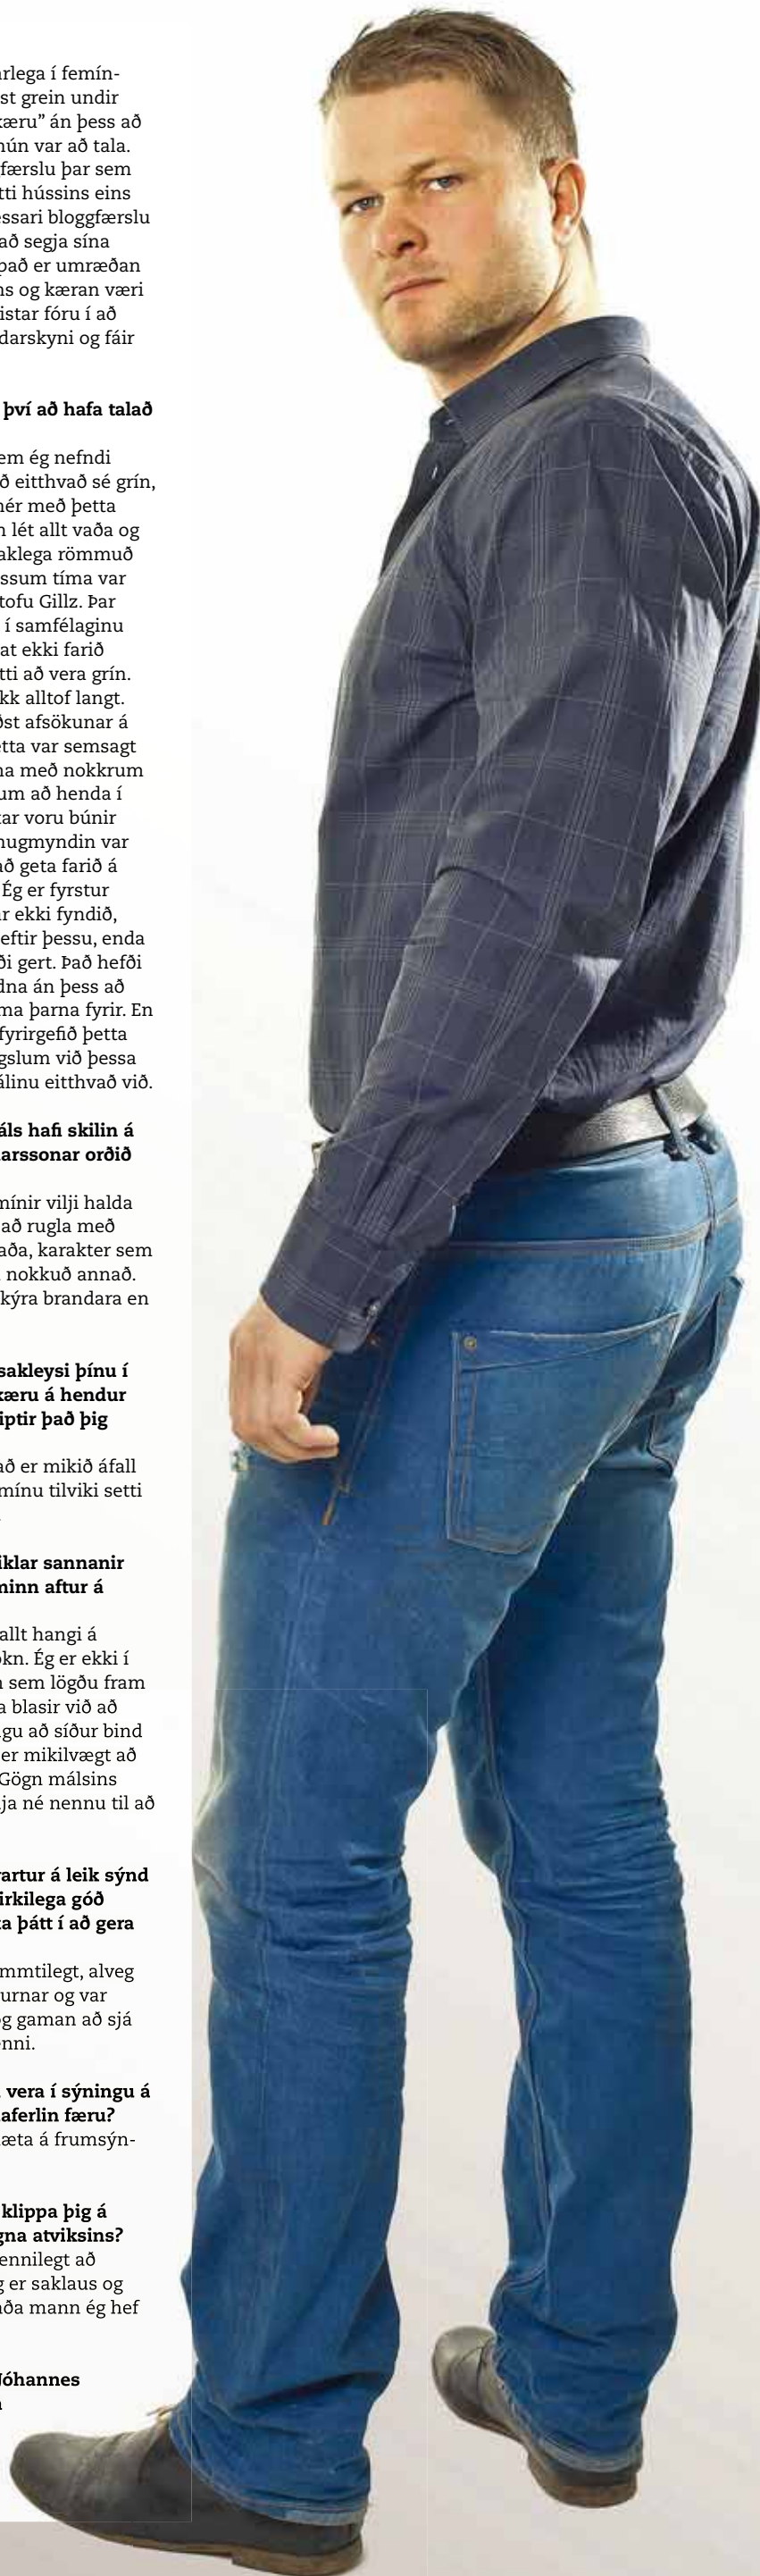 rlega í femín-
st grein undir
kæru” án þess að
hún var að tala.
færslu þar sem
tti hússins eins
essari bloggfærslu
að segja sína
það er umræðan
ns og kæran væri
istar fóru í að
darskyni og fáir
því að hafa talað
em ég nefndi
ð eitthvað sé grín,
mér með þetta
n lét allt vaða og
aklega römmuð
ssum tíma var
tofu Gillz. Þar
í samfélaginu
at ekki farið
tti að vera grín.
kk alltof langt.
ðst afsökunar á
etta var semsagt
na með nokkrum
um að henda í
kar voru búnir
hugmyndin var
að geta farið á
Ég er fyrstur
ar ekki fyndið,
eftir þessu, enda
ði gert. Það hefði
dna án þess að
ma þarna fyrir. En
fyrirgefið þetta
gslum við þessa
álinu eitthvað við.
áls hafi skilin á
arssonar orðið
mínir vilji halda
að rugla með
aða, karakter sem
nokkuð annað.
kýra brandara en
sakleysi þínu í
kæru á hendur
iptir það þig
að er mikið áfall
mínu tilviki setti
iklar sannanir
minn aftur á
allt hangi á
ókn. Ég er ekki í
n sem lögðu fram
a blasir við að
gu að síður bind
er mikilvægt að
Gögn málsins
ja né nennu til að
vartur á leik sýnd
irkilega góð
ka þátt í að gera
mmtilegt, alveg
urnar og var
g gaman að sjá
nni.
vera í sýningu á
aferlin færu?
æta á frumsýn-
klippa þig á
gna atviksins?
ennilegt að
g er saklaus og
aða mann ég hef
Jóhannes